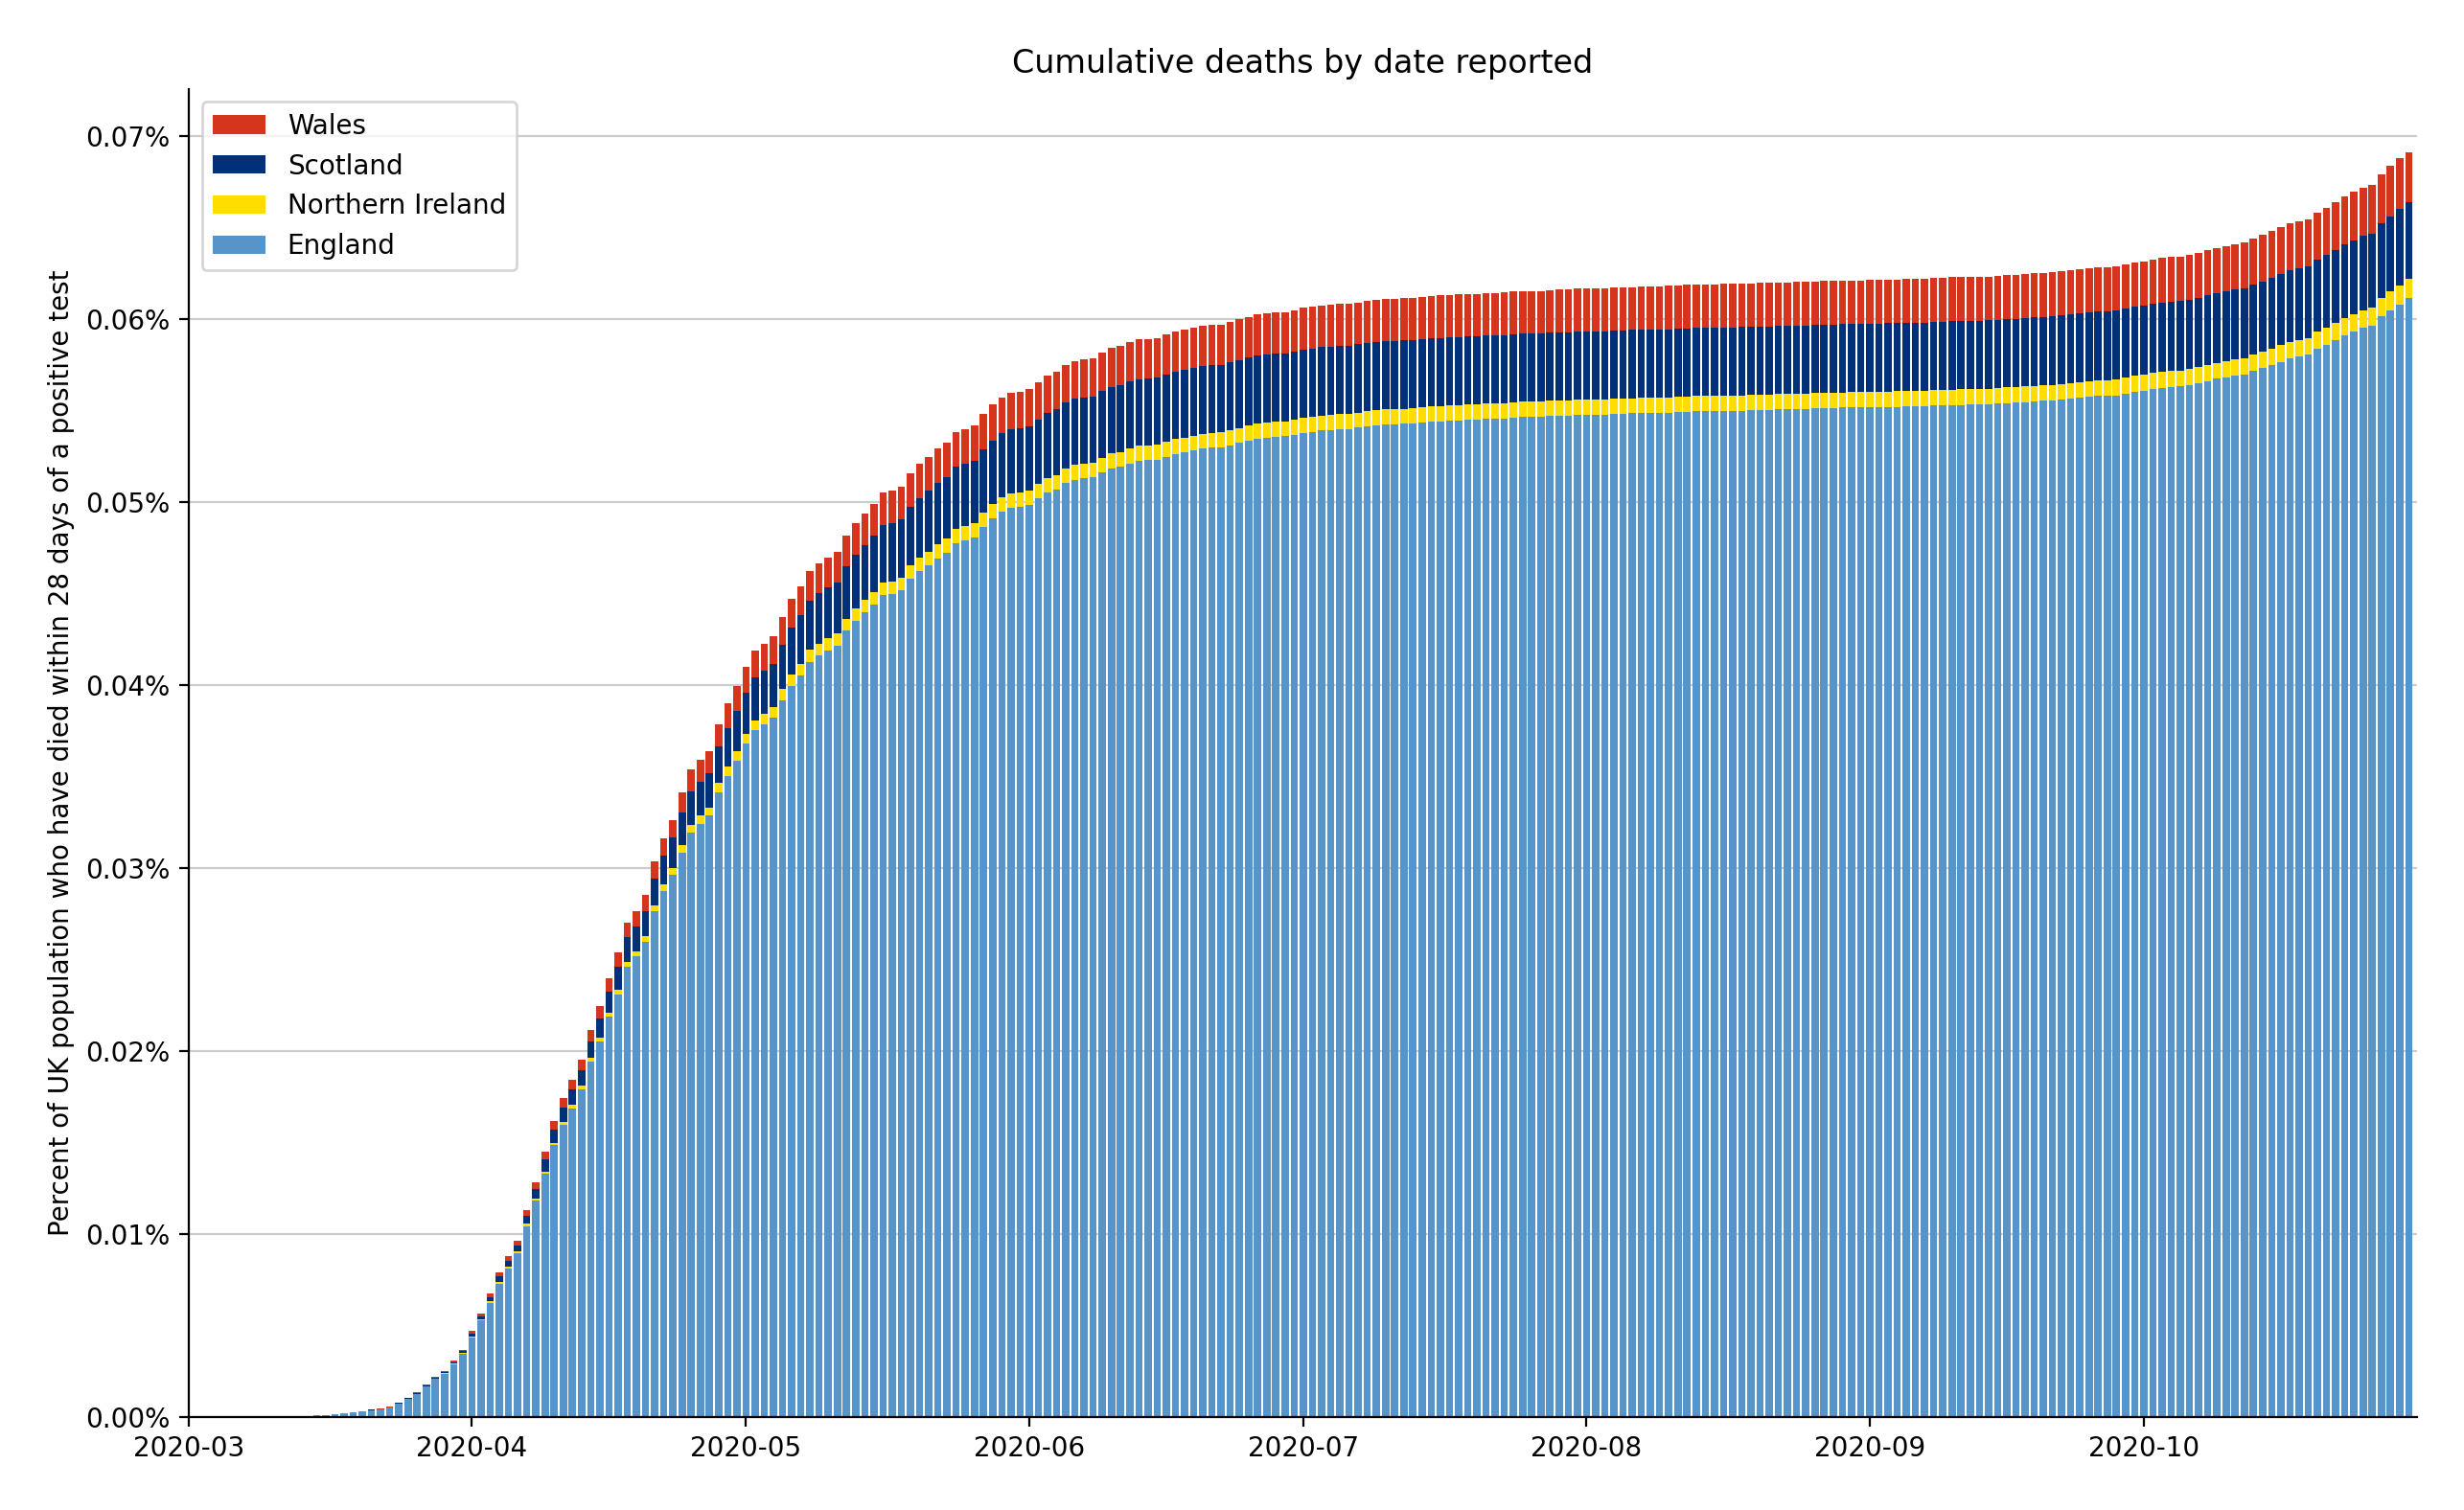 Cumulative deaths by date reported
Wales
Scotland
Northern Ireland
England
Percent of UK population who have died within 28 days of a positive test
0.07%
0.06%
0.05%
0.04%
0.03%
0.02%
0.01%
0.00%
2020-03 2020-04 2020-05 2020-06 2020-07 2020-08 2020-09 2020-10